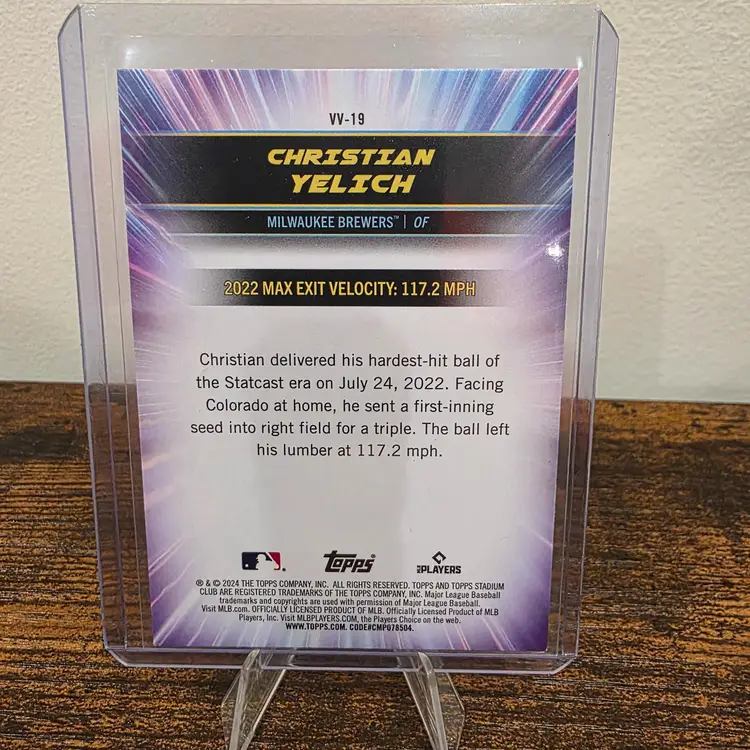 VV-19
CHRISTIAN
YELICH
MILWAUKEE BREWERS™ | OF
2022 MAX EXIT VELOCITY: 117.2 MPH
Christian delivered his hardest-hit ball of
the Statcast era on July 24, 2022. Facing
Colorado at home, he sent a first-inning
seed into right field for a triple. The ball left
his lumber at 117.2 mph.
Topps
MLB PLAYERS
® & © 2024 THE TOPPS COMPANY, INC. ALL RIGHTS RESERVED. TOPPS AND TOPPS STADIUM
CLUB ARE REGISTERED TRADEMARKS OF THE TOPPS COMPANY, INC. Major League Baseball
trademarks and copyrights are used with permission of Major League Baseball.
Visit MLB.com. OFFICIALLY LICENSED PRODUCT OF MLB. Officially Licensed Product of MLB
Players, Inc. Visit MLBPLAYERS.COM, the Players Choice on the web.
WWW.TOPPS.COM. CODE#CMP078504.